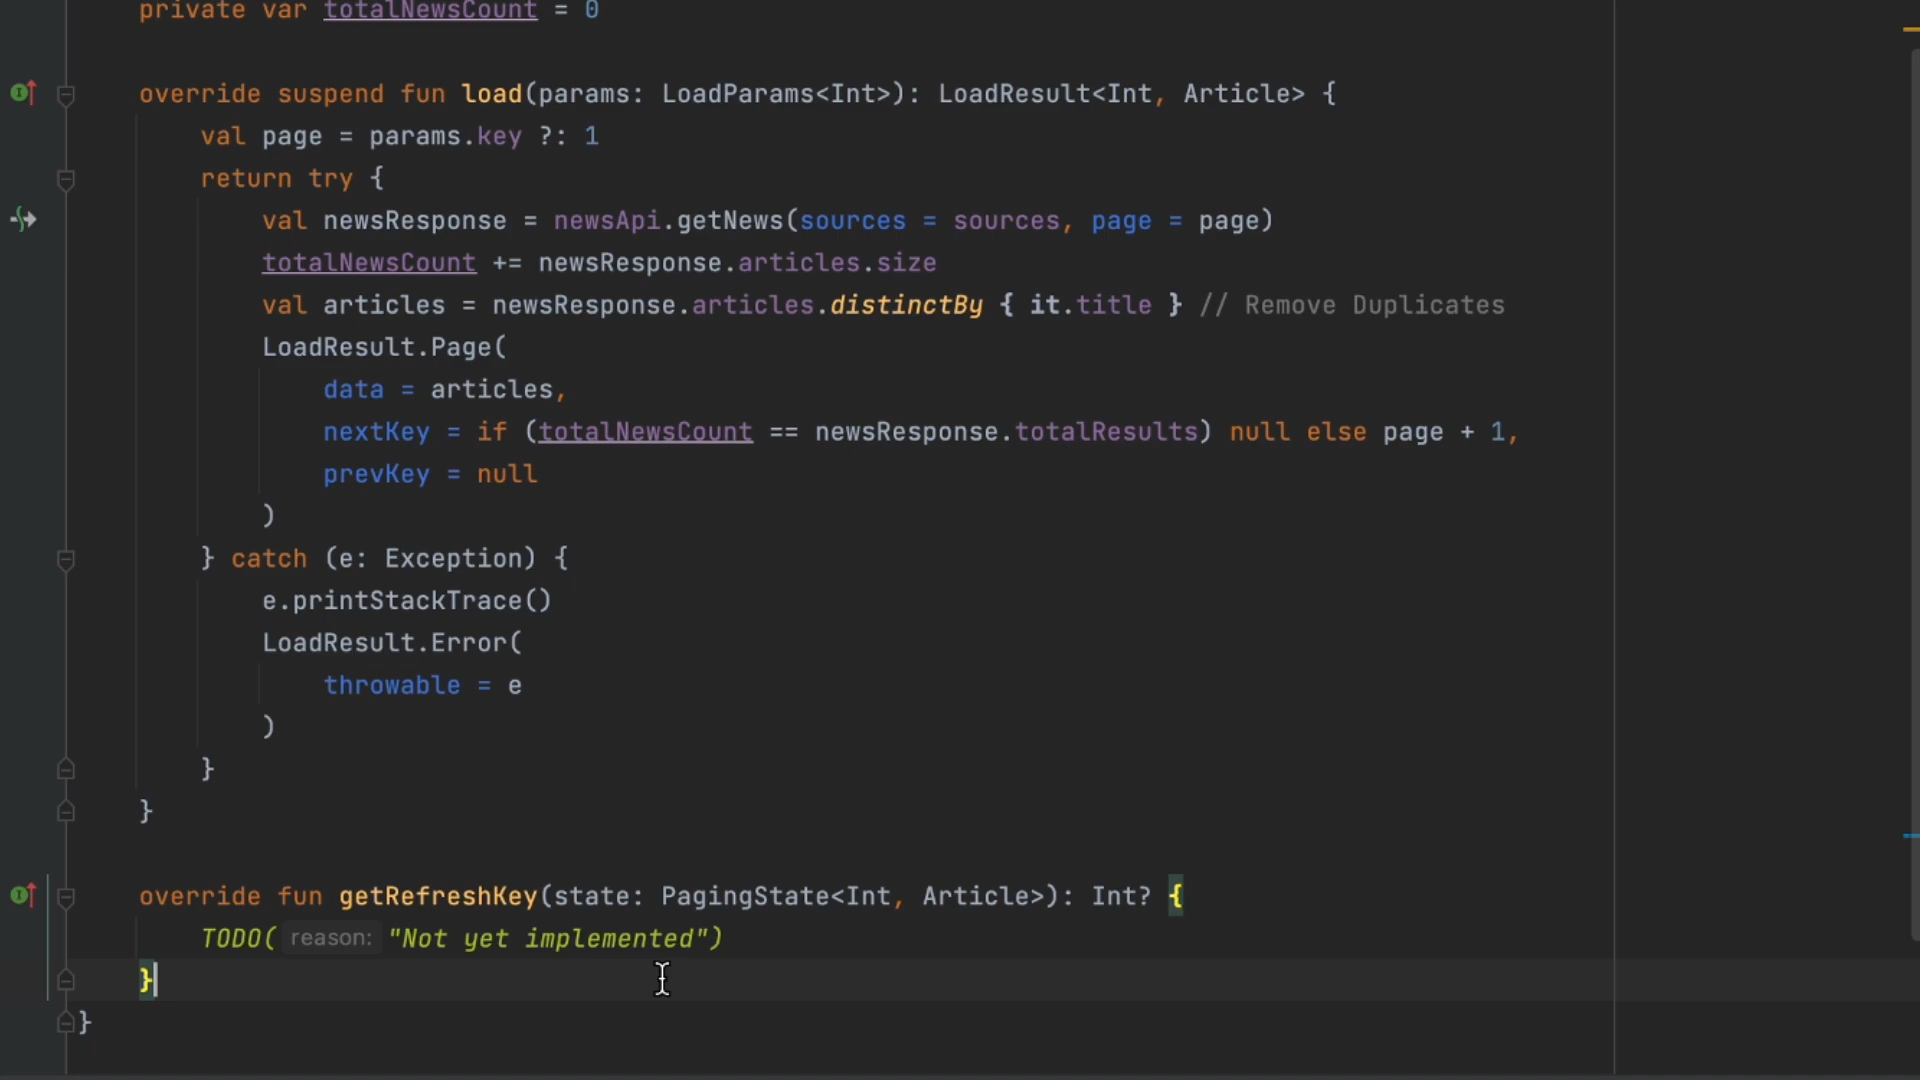 private var totalNewsCount = 0
override suspend fun load(params: LoadParams<Int>): LoadResult<Int, Article> {
val page = params.key ?: 1
return try {
val newsResponse = newsApi.getNews(sources = sources, page = page)
totalNewsCount += newsResponse.articles.size
val articles = newsResponse.articles.distinctBy { it.title } // Remove Duplicates
LoadResult.Page(
data = articles,
nextKey = if (totalNewsCount == newsResponse.totalResults) null else page + 1,
prevKey = null
)
} catch (e: Exception) {
e.printStackTrace()
LoadResult.Error(
throwable = e
)
}
}
override fun getRefreshKey(state: PagingState<Int, Article>): Int? {
TODO( reason: "Not yet implemented")
}
}